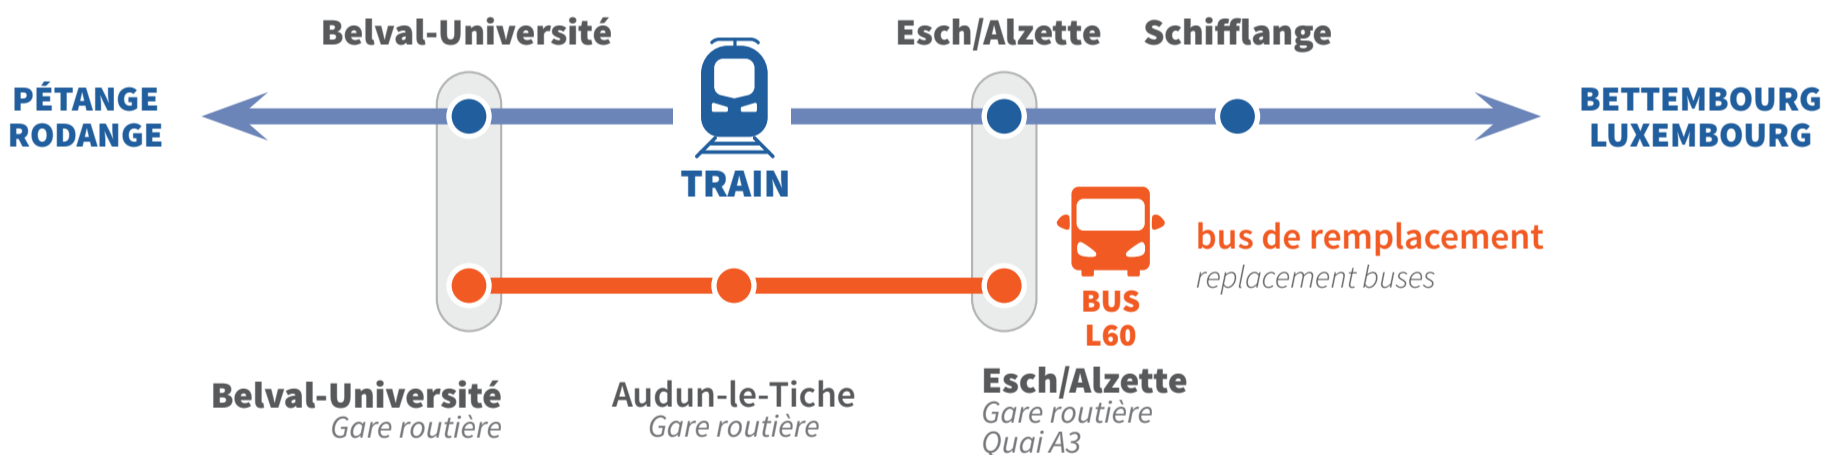 Belval-Université
Esch/Alzette
Schifflange
PÉTANGE
RODANGE
TRAIN
BETTEMBOURG
LUXEMBOURG
bus de remplacement
replacement buses
BUS
L60
Belval-Université
Gare routière
Audun-le-Tiche
Gare routière
Esch/Alzette
Gare routière
Quai A3